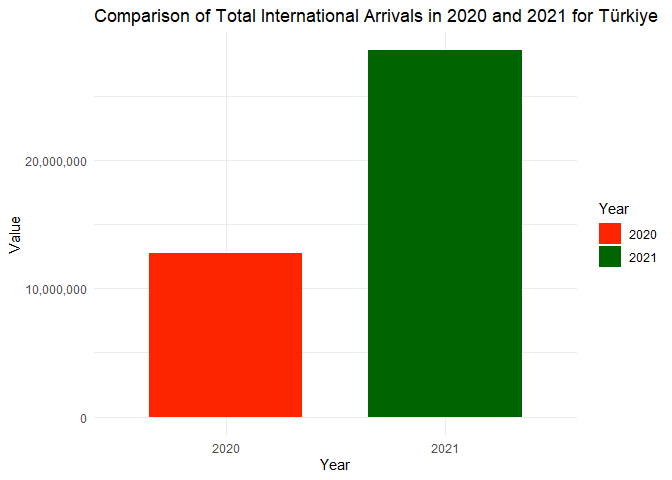 Comparison of Total International Arrivals in 2020 and 2021 for Türkiye
20,000,000
10,000,000
0
Value
2020
2021
Year
Year
2020
2021